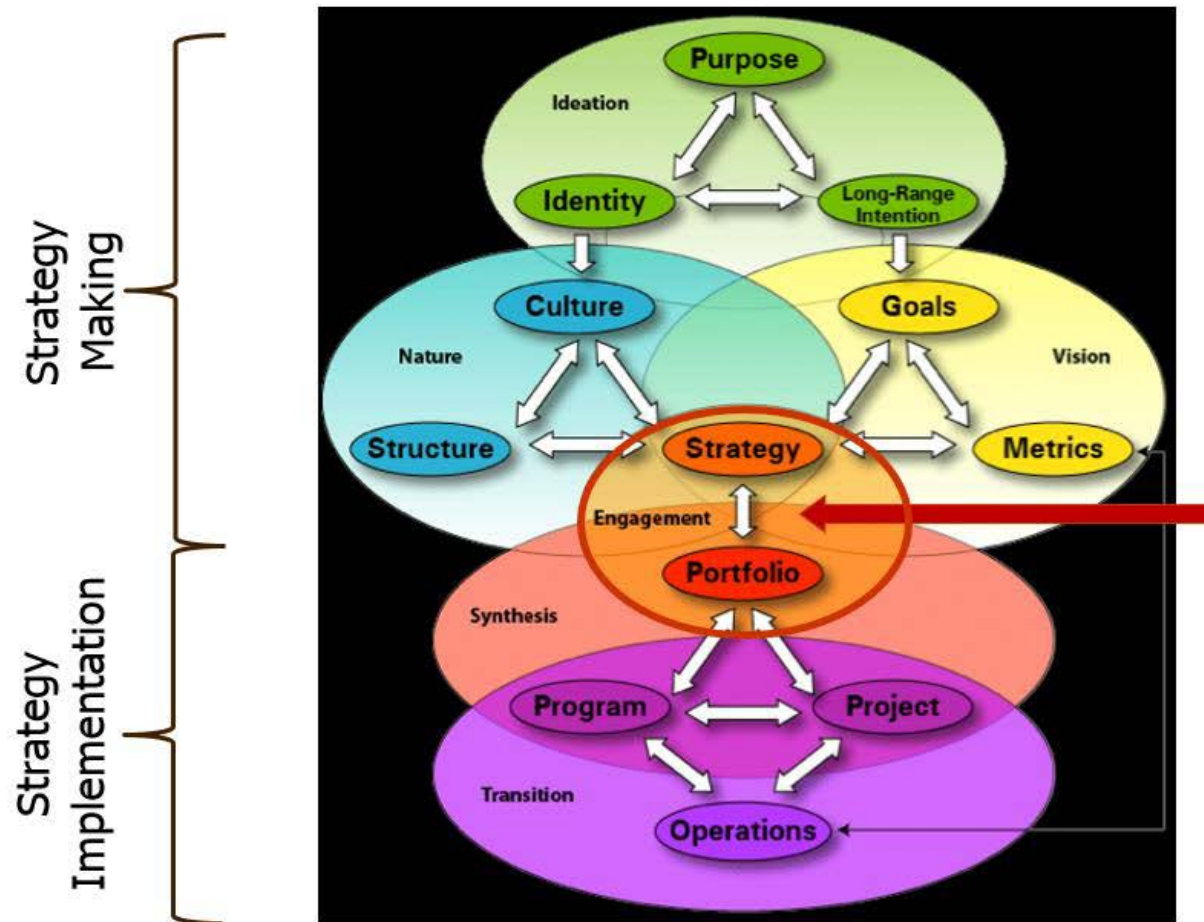 Strategy
Making
Strategy
Implementation
Purpose
Ideation
Identity
Long-Range
Intention
Culture
Goals
Nature
Vision
Structure
Strategy
Metrics
Engagement
Portfolio
Synthesis
Program
Project
Transition
Operations